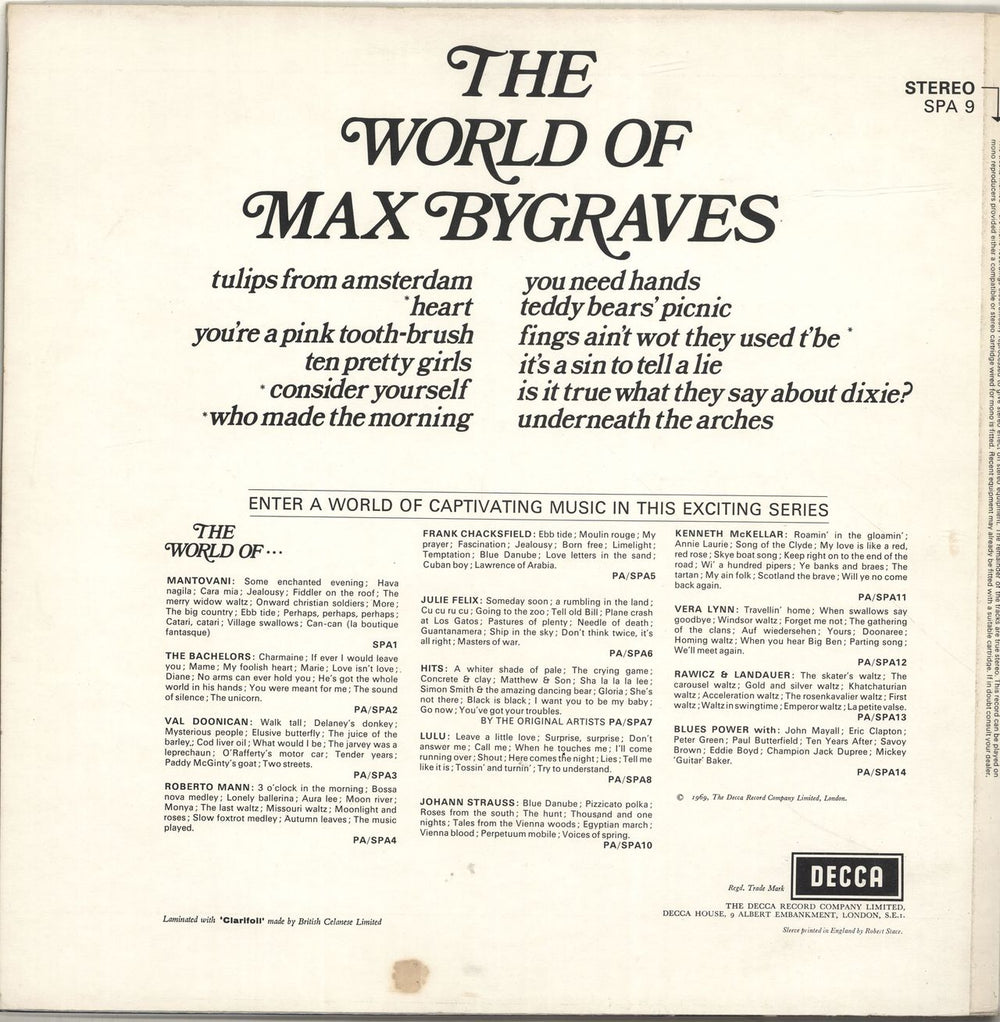 THE
WORLD OF
MAX BYGRAVES
STEREO
SPA 9
tulips from amsterdam
*heart
you're a pink tooth-brush
ten pretty girls
*consider yourself
*who made the morning
you need hands
teddy bears' picnic
fings ain't wot they used t'be *
it's a sin to tell a lie
is it true what they say about dixie?
underneath the arches
ENTER A WORLD OF CAPTIVATING MUSIC IN THIS EXCITING SERIES
THE
WORLD OF...
MANTOVANI: Some enchanted evening; Hava
nagila; Cara mia; Jealousy; Fiddler on the roof; The
merry widow waltz; Onward christian soldiers; More;
The big country; Ebb tide; Perhaps, perhaps, perhaps;
Catari, catari; Village swallows; Can-can (la boutique
fantasque)
SPA1
THE BACHELORS: Charmaine; If ever I would leave
you; Mame; My foolish heart; Marie; Love isn't love;.
Diane; No arms can ever hold you; He's got the whole
world in his hands; You were meant for me; The sound
of silence; The unicorn.
PA/SPA2
VAL DOONICAN: Walk tall; Delaney's donkey;
Mysterious people; Elusive butterfly; The juice of the
barley; Cod liver oil; What would I be; The jarvey was a
leprechaun; O'Rafferty's motor car; Tender years;
Paddy McGinty's goat; Two streets.
PA/SPA3
ROBERTO MANN: 3 o'clock in the morning; Bossa
nova medley; Lonely ballerina; Aura lee; Moon river;
Monya; The last waltz; Missouri waltz; Moonlight and
roses; Slow foxtrot medley; Autumn leaves; The music
played.
PA/SPA4
FRANK CHACKSFIELD: Ebb tide; Moulin rouge; My
prayer; Fascination; Jealousy; Born free; Limelight;
Temptation; Blue Danube; Love letters in the sand;
Cuban boy; Lawrence of Arabia.
PA/SPA5
JULIE FELIX: Someday soon; a rumbling in the land;
Cu cu ru cu; Going to the zoo; Tell old Bill; Plane crash
at Los Gatos; Pastures of plenty; Needle of death;
Guantanamera; Ship in the sky; Don't think twice, it's
all right; Masters of war.
PA/SPA6
HITS: A whiter shade of pale; The crying game;
Concrete & clay; Matthew & Son; Sha la la la lee;
Simon Smith & the amazing dancing bear; Gloria; She's
not there; Black is black; I want you to be my baby;
Go now; You've got your troubles.
BY THE ORIGINAL ARTISTS PA/SPA7
LULU: Leave a little love; Surprise, surprise; Don't
answer me; Call me; When he touches me; I'll come
running over; Shout; Here comes the night; Lies; Tell me
like it is; Tossin' and turnin'; Try to understand.
PA/SPA8
JOHANN STRAUSS: Blue Danube; Pizzicato polka;
Roses from the south; The hunt; Thousand and one
nights; Tales from the Vienna woods; Egyptian march;
Vienna blood; Perpetuum mobile; Voices of spring.
PA/SPA10
KENNETH McKELLAR: Roamin' in the gloamin';
Annie Laurie; Song of the Clyde; My love is like a red,
red rose; Skye boat song; Keep right on to the end of the
road; Wi' a hundred pipers; Ye banks and braes; The
tartan; My ain folk; Scotland the brave; Will ye no come
back again.
PA/SPA11
VERA LYNN: Travellin' home; When swallows say
goodbye; Windsor waltz; Forget me not; The gathering
of the clans; Auf wiedersehen; Yours; Doonaree;
Homing waltz; When you hear Big Ben; Parting song;
We'll meet again.
PA/SPA12
RAWICZ & LANDAUER: The skater's waltz; The
carousel waltz; Gold and silver waltz; Khatchaturian
waltz; Acceleration waltz; The rosenkavalier waltz; First
waltz; Waltz in swingtime; Emperor waltz; La petite valse.
PA/SPA13
BLUES POWER with: John Mayall; Eric Clapton;
Peter Green; Paul Butterfield; Ten Years After; Savoy
Brown; Eddie Boyd; Champion Jack Dupree; Mickey
'Guitar' Baker.
PA/SPA14
© 1969, The Decca Record Company Limited, London.
Regd. Trade Mark
DECCA
THE DECCA RECORD COMPANY LIMITED,
DECCA HOUSE, 9 ALBERT EMBANKMENT, LONDON, S.E.1.
Sleeve printed in England by Robert Stace.
Laminated with 'Clarifoil' made by British Celanese Limited
mono reproducers provided either a compatible or stereo cartridge wired for mono is fitted. Recent equipment may already be fitted with a suitable cartridge. If in doubt consult your dealer.